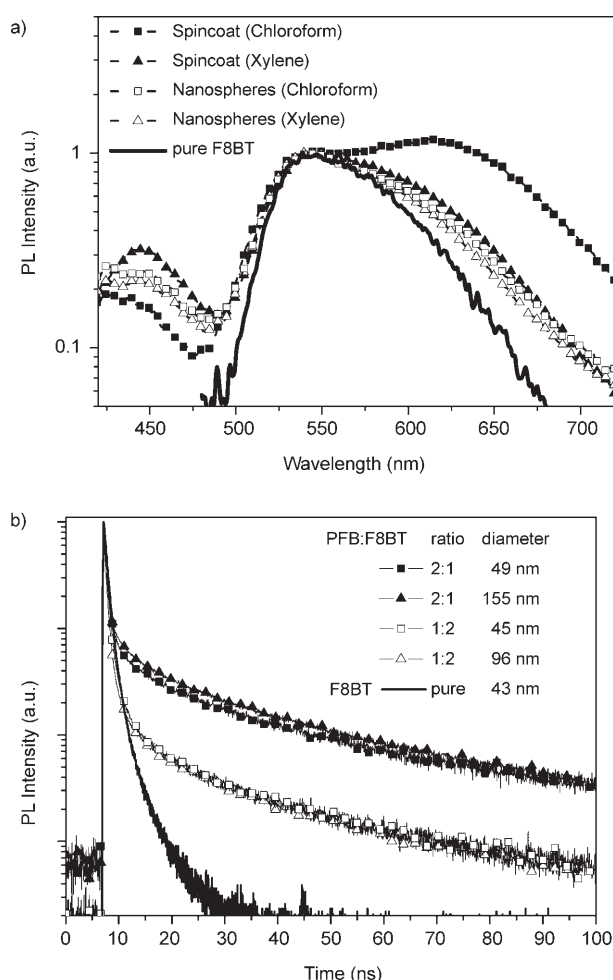 a)
Spincoat (Chloroform)
Spincoat (Xylene)
Nanospheres (Chloroform)
Nanospheres (Xylene)
pure F8BT
1
0.1
PL Intensity (a.u.)
450 500 550 600 650 700
Wavelength (nm)
b)
PFB:F8BT ratio diameter
2:1 49 nm
2:1 155 nm
1:2 45 nm
1:2 96 nm
F8BT pure 43 nm
PL Intensity (a.u.)
0 10 20 30 40 50 60 70 80 90 100
Time (ns)